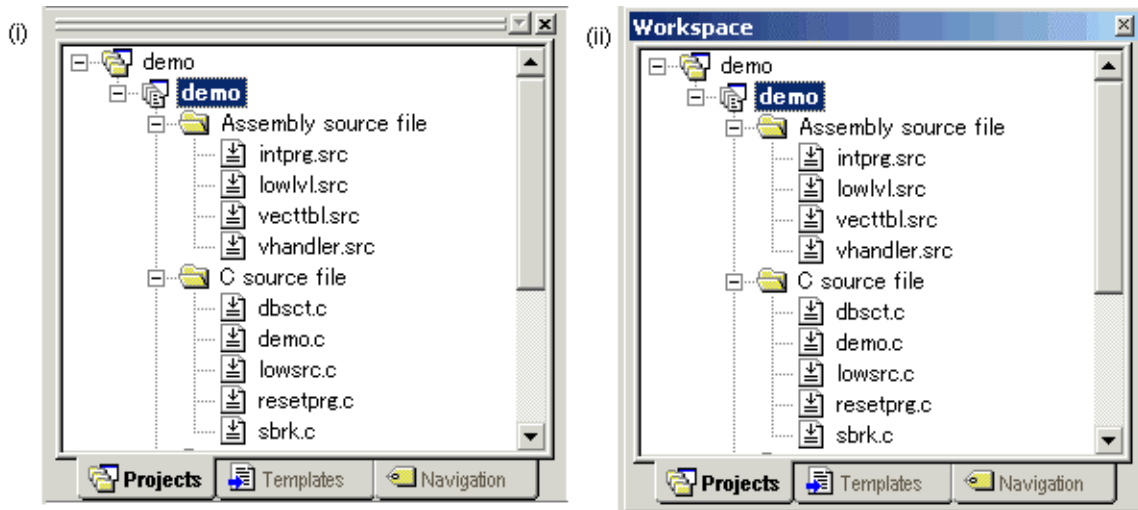 (i)
demo
demo
Assembly source file
intprg.src
lowlvl.src
vecttbl.src
vhandler.src
C source file
dbsct.c
demo.c
lowsrc.c
resetprg.c
sbrk.c
Projects Templates Navigation
(ii)
Workspace
demo
demo
Assembly source file
intprg.src
lowlvl.src
vecttbl.src
vhandler.src
C source file
dbsct.c
demo.c
lowsrc.c
resetprg.c
sbrk.c
Projects Templates Navigation